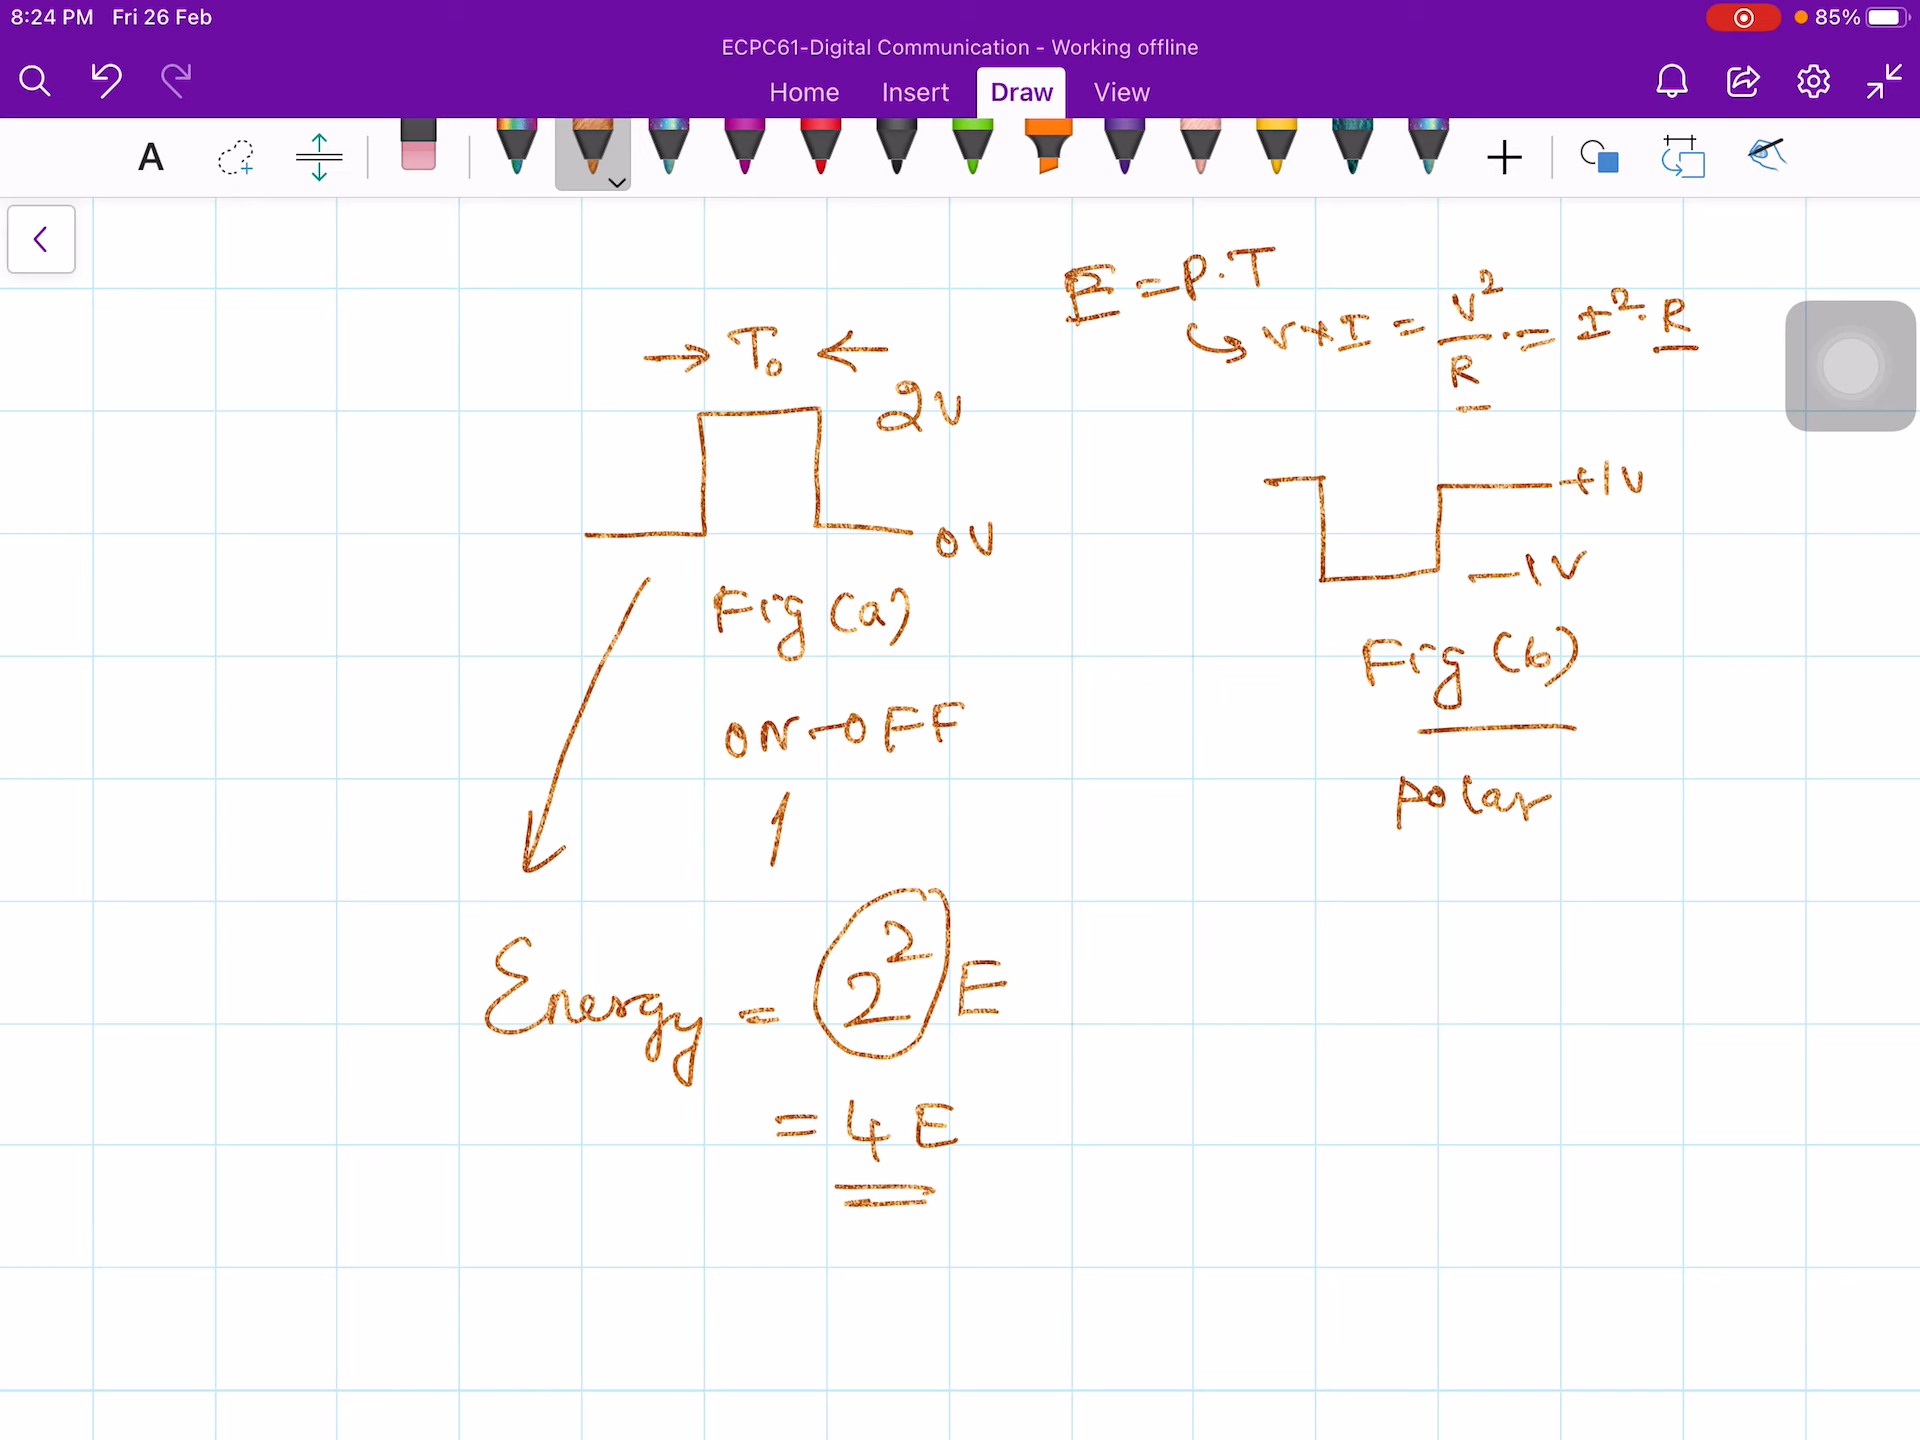 8:24 PM Fri 26 Feb
85%
ECPC61-Digital Communication - Working offline
Home Insert Draw View
A
E = P.T
V×I = V²/R = I².R
T₀
2V
0V
Fig (a)
ON-OFF
1
+1V
-1V
Fig (b)
polar
Energy = 2² E
= 4 E